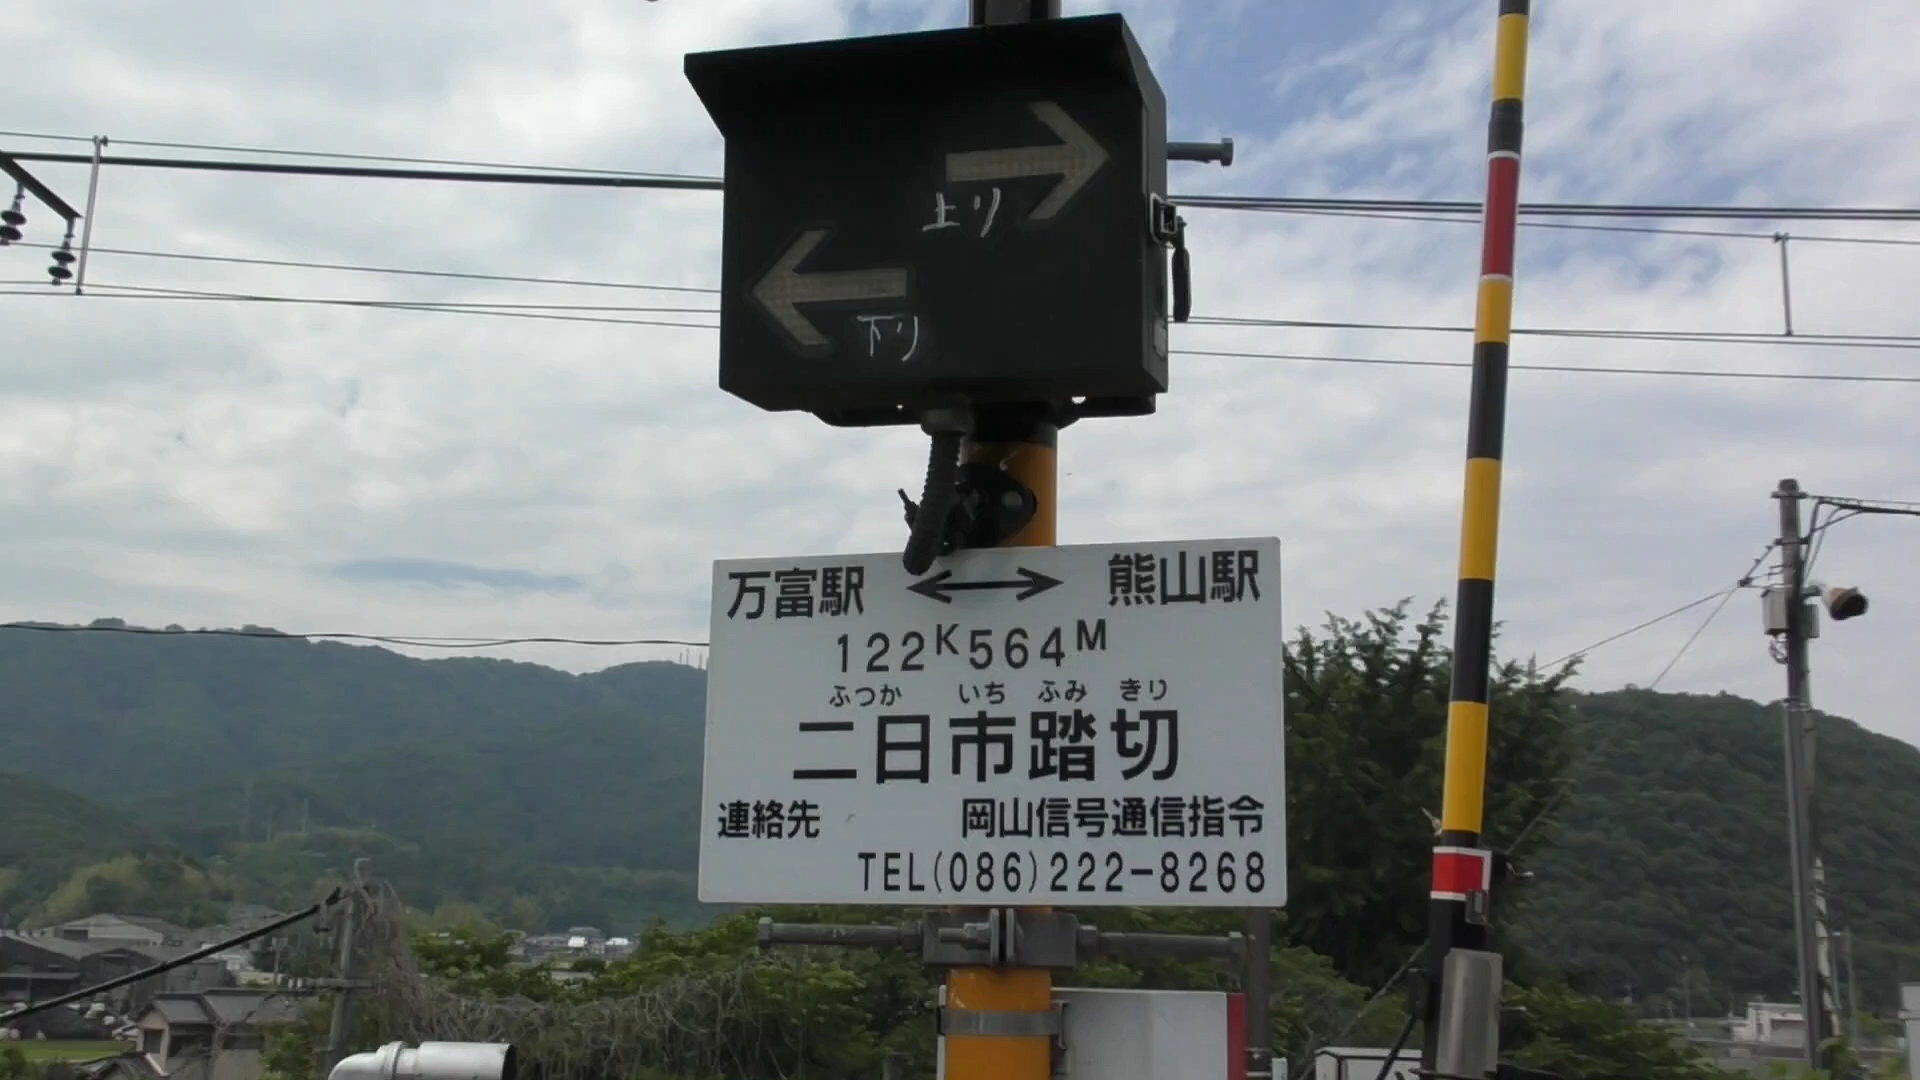 上り
下り
万富駅 ↔ 熊山駅
122K564M
ふつか いち ふみ きり
二日市踏切
連絡先 岡山信号通信指令
TEL(086)222-8268